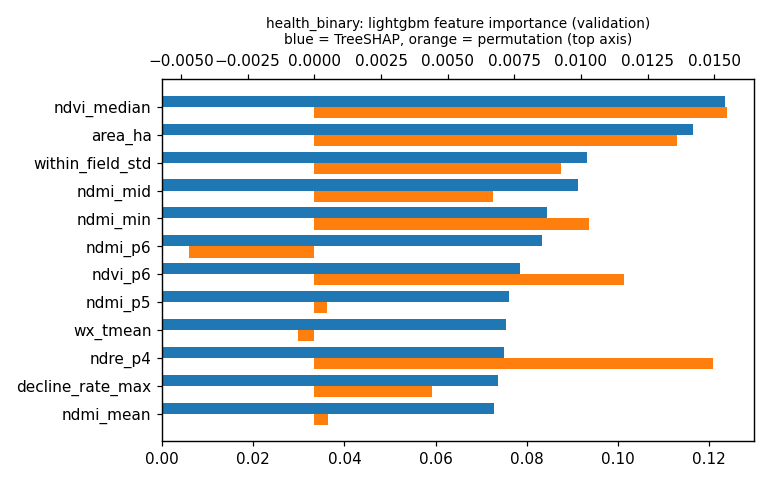 health_binary: lightgbm feature importance (validation)
blue = TreeSHAP, orange = permutation (top axis)
−0.0050 −0.0025 0.0000 0.0025 0.0050 0.0075 0.0100 0.0125 0.0150
ndvi_median
area_ha
within_field_std
ndmi_mid
ndmi_min
ndmi_p6
ndvi_p6
ndmi_p5
wx_tmean
ndre_p4
decline_rate_max
ndmi_mean
0.00 0.02 0.04 0.06 0.08 0.10 0.12